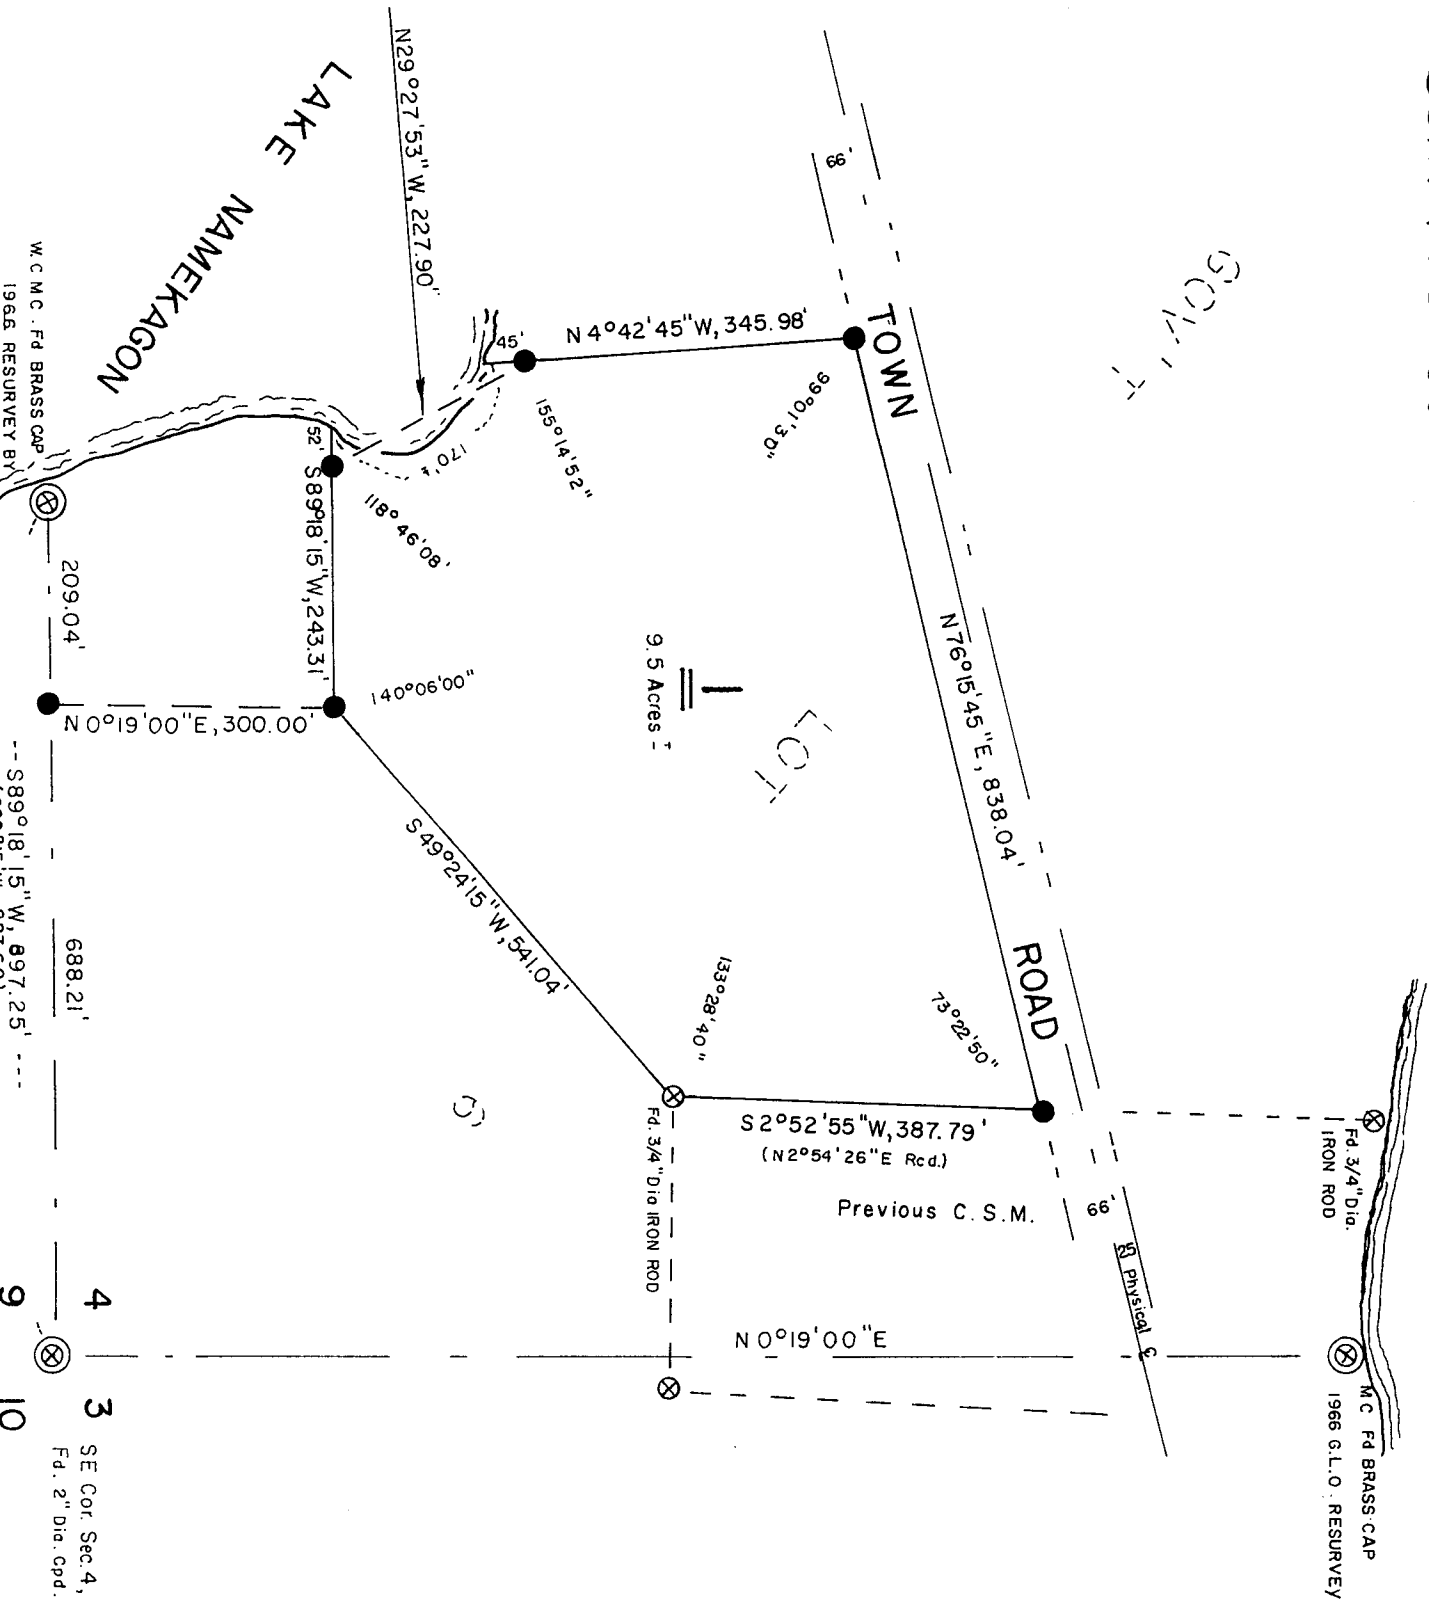 GOV'T
LOT
TOWN
ROAD
66'
N76°15'45"E, 838.04'
N4°42'45"W, 345.98'
99°01'30"
45'
155°14'52"
N29°27'53"W, 227.90"
LAKE NAMEKAGON
170'±
118°46'08'
52'
S89°18'15"W, 243.31'
140°06'00"
1
9.5 Acres ±
S49°24'15"W, 541.04'
133°28'40"
73°22'50"
S2°52'55"W, 387.79'
(N2°54'26"E Rcd.)
Previous C.S.M.
66'
Physical ℄
Fd. 3/4" Dia.
IRON ROD
Fd. 3/4" Dia IRON ROD
N0°19'00"E
MC Fd BRASS CAP
1966 G.L.O. RESURVEY
W.C M C. Fd BRASS CAP
1966 RESURVEY BY
209.04'
N0°19'00"E, 300.00'
688.21'
--S89°18'15"W, 897.25'---
4
3
9
10
SE Cor. Sec. 4,
Fd. 2" Dia. Cpd.